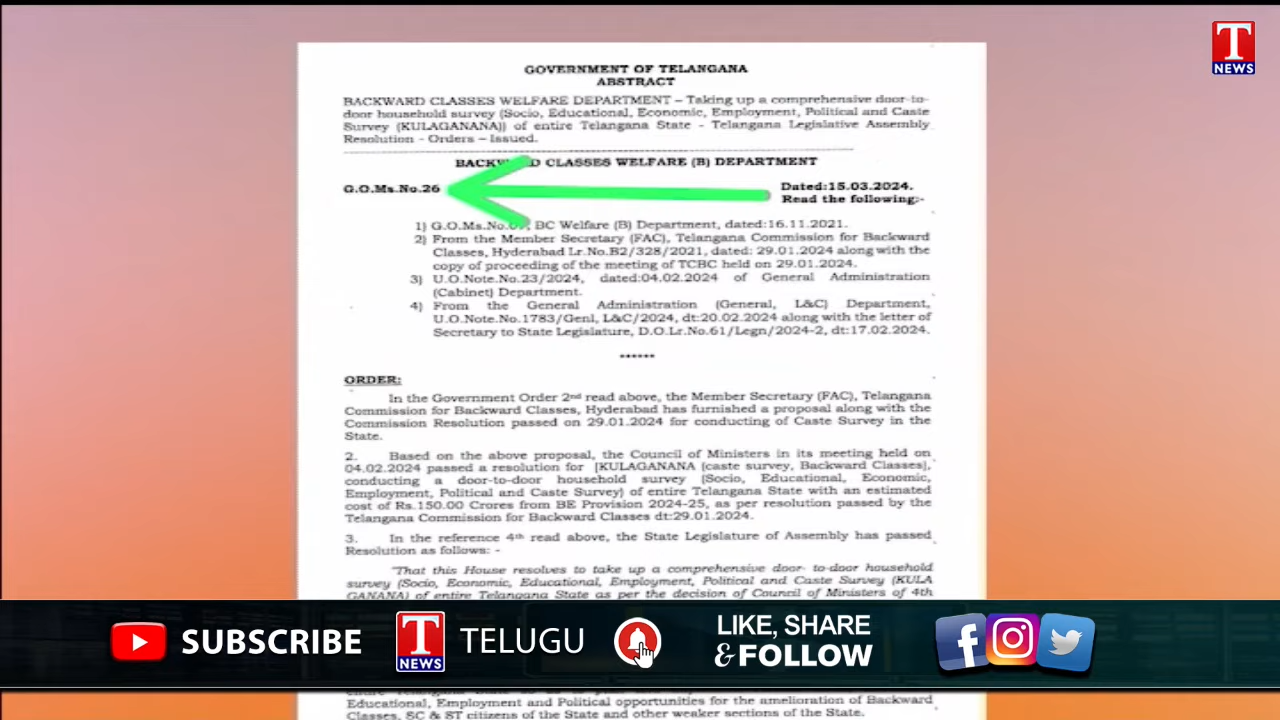 T
NEWS
GOVERNMENT OF TELANGANA
ABSTRACT
BACKWARD CLASSES WELFARE DEPARTMENT – Taking up a comprehensive door-to-
door household survey (Socio, Educational, Economic, Employment, Political and Caste
Survey (KULAGANANA)) of entire Telangana State - Telangana Legislative Assembly
Resolution - Orders – Issued.
CLASSES WELFARE (B) DEPARTMENT
G.O.Ms.No.26
Dated:15.03.2024.
Read the following:-
1) G.O.Ms.No. BC Welfare (B) Department, dated:16.11.2021.
2) From the Member Secretary (FAC), Telangana Commission for Backward
Classes, Hyderabad Lr.No.B2/328/2021, dated: 29.01.2024 along with the
copy of proceeding of the meeting of TCBC held on 29.01.2024.
3) U.O.Note.No.23/2024, dated:04.02.2024 of General Administration
(Cabinet) Department.
4) From the General Administration (General, L&C) Department,
U.O.Note.No.1783/Genl, L&C/2024, dt:20.02.2024 along with the letter of
Secretary to State Legislature, D.O.Lr.No.61/Legn/2024-2, dt:17.02.2024.
******
ORDER:
In the Government Order 2nd read above, the Member Secretary (FAC), Telangana
Commission for Backward Classes, Hyderabad has furnished a proposal along with the
Commission Resolution passed on 29.01.2024 for conducting of Caste Survey in the
State.
2. Based on the above proposal, the Council of Ministers in its meeting held on
04.02.2024 passed a resolution for [KULAGANANA (caste survey, Backward Classes],
conducting a door-to-door household survey (Socio, Educational, Economic,
Employment, Political and Caste Survey) of entire Telangana State with an estimated
cost of Rs.150.00 Crores from BE Provision 2024-25, as per resolution passed by the
Telangana Commission for Backward Classes dt:29.01.2024.
3. In the reference 4th read above, the State Legislature of Assembly has passed
Resolution as follows: -
"That this House resolves to take up a comprehensive door- to-door household
survey (Socio, Economic, Educational, Employment, Political and Caste Survey (KULA
GANANA) of entire Telangana State as per the decision of Council of Ministers of 4th
SUBSCRIBE
T
NEWS
TELUGU
LIKE, SHARE
& FOLLOW
Educational, Employment and Political opportunities for the amelioration of Backward
Classes, SC & ST citizens of the State and other weaker sections of the State.